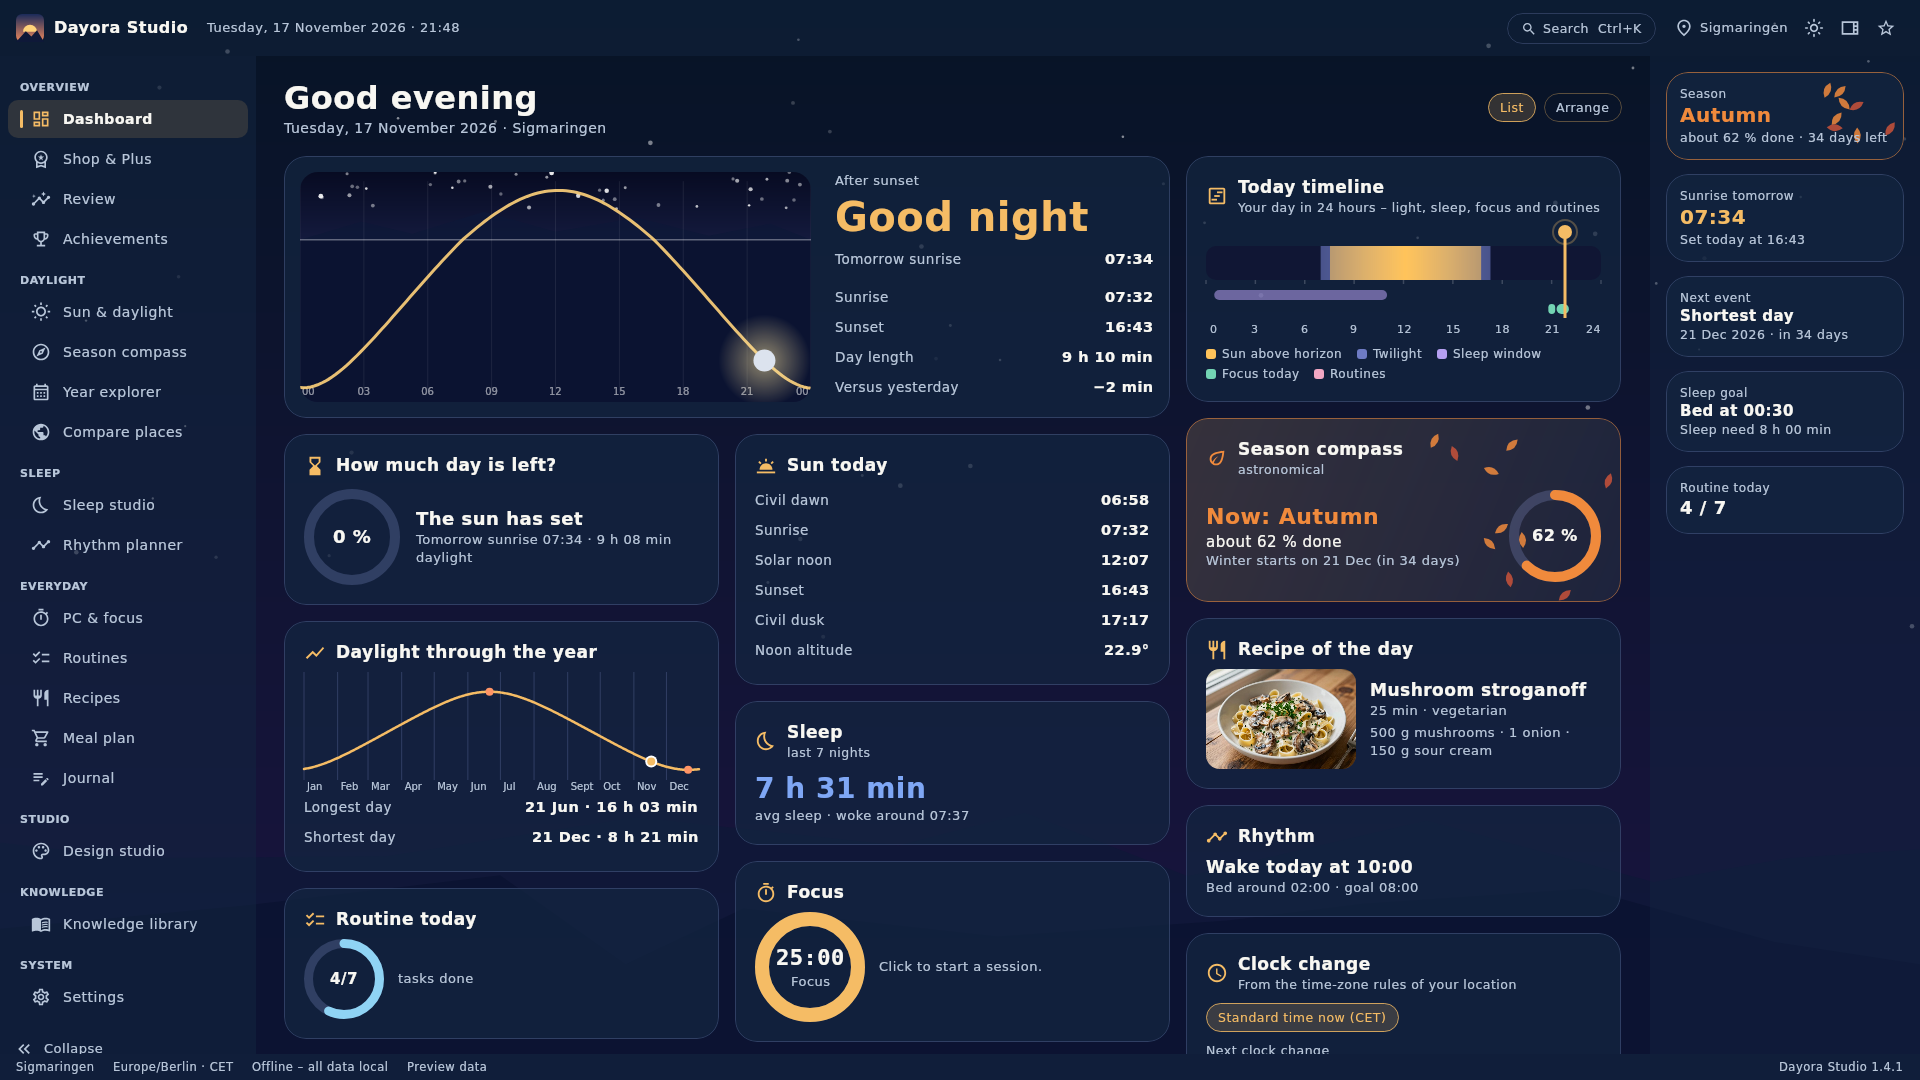 Dayora Studio
Tuesday, 17 November 2026 · 21:48
Search Ctrl+K
Sigmaringen
OVERVIEW
Dashboard
Shop & Plus
Review
Achievements
DAYLIGHT
Sun & daylight
Season compass
Year explorer
Compare places
SLEEP
Sleep studio
Rhythm planner
EVERYDAY
PC & focus
Routines
Recipes
Meal plan
Journal
STUDIO
Design studio
KNOWLEDGE
Knowledge library
SYSTEM
Settings
Collapse
Good evening
Tuesday, 17 November 2026 · Sigmaringen
List
Arrange
00 03 06 09 12 15 18 21 00
After sunset
Good night
Tomorrow sunrise 07:34
Sunrise 07:32
Sunset 16:43
Day length 9 h 10 min
Versus yesterday −2 min
How much day is left?
0 %
The sun has set
Tomorrow sunrise 07:34 · 9 h 08 min
daylight
Daylight through the year
Jan Feb Mar Apr May Jun Jul Aug Sept Oct Nov Dec
Longest day 21 Jun · 16 h 03 min
Shortest day 21 Dec · 8 h 21 min
Routine today
4/7
tasks done
Sun today
Civil dawn 06:58
Sunrise 07:32
Solar noon 12:07
Sunset 16:43
Civil dusk 17:17
Noon altitude 22.9°
Sleep
last 7 nights
7 h 31 min
avg sleep · woke around 07:37
Focus
25:00
Focus
Click to start a session.
Today timeline
Your day in 24 hours – light, sleep, focus and routines
0 3 6 9 12 15 18 21 24
Sun above horizon Twilight Sleep window
Focus today Routines
Season compass
astronomical
Now: Autumn
about 62 % done
Winter starts on 21 Dec (in 34 days)
62 %
Recipe of the day
Mushroom stroganoff
25 min · vegetarian
500 g mushrooms · 1 onion ·
150 g sour cream
Rhythm
Wake today at 10:00
Bed around 02:00 · goal 08:00
Clock change
From the time-zone rules of your location
Standard time now (CET)
Next clock change
Season
Autumn
about 62 % done · 34 days left
Sunrise tomorrow
07:34
Set today at 16:43
Next event
Shortest day
21 Dec 2026 · in 34 days
Sleep goal
Bed at 00:30
Sleep need 8 h 00 min
Routine today
4 / 7
Sigmaringen
Europe/Berlin · CET
Offline – all data local
Preview data
Dayora Studio 1.4.1